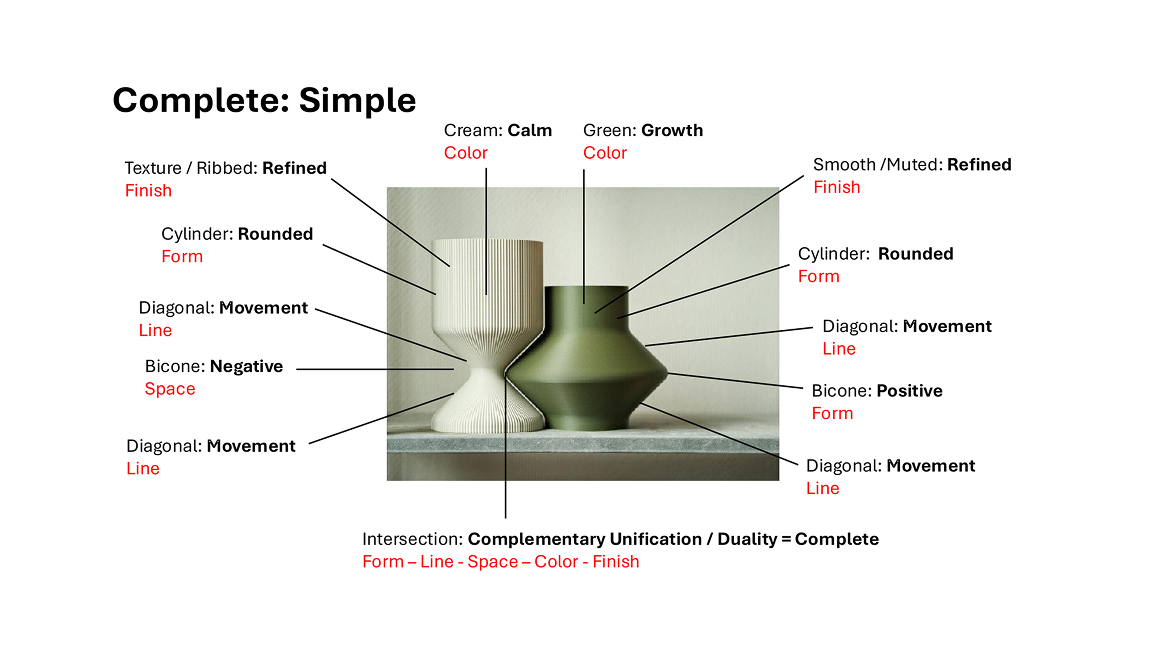 Complete: Simple
Cream: Calm
Color
Green: Growth
Color
Texture / Ribbed: Refined
Finish
Smooth /Muted: Refined
Finish
Cylinder: Rounded
Form
Cylinder:  Rounded
Form
Diagonal: Movement
Line
Diagonal: Movement
Line
Bicone: Negative
Space
Bicone: Positive
Form
Diagonal: Movement
Line
Diagonal: Movement
Line
Intersection: Complementary Unification / Duality = Complete
Form – Line - Space – Color - Finish